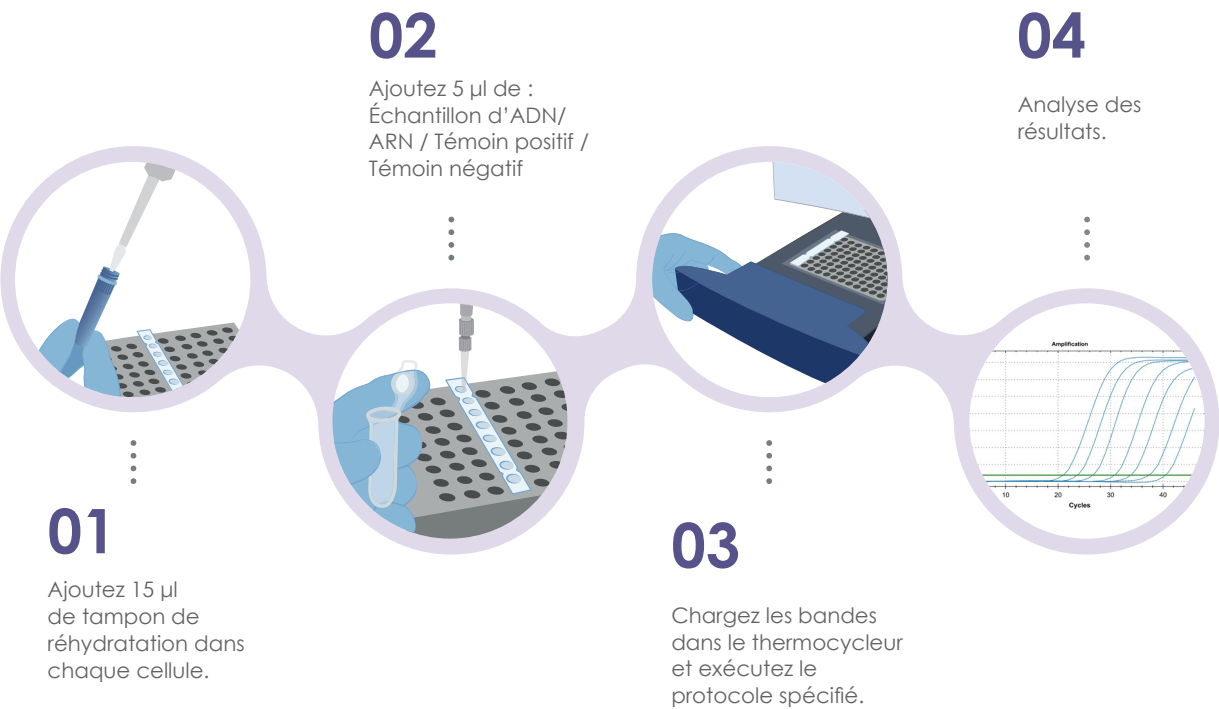 01
Ajoutez 15 µl
de tampon de
réhydratation dans
chaque cellule.
02
Ajoutez 5 µl de :
Échantillon d’ADN/
ARN / Témoin positif /
Témoin négatif
03
Chargez les bandes
dans le thermocycleur
et exécutez le
protocole spécifié.
04
Analyse des
résultats.
Amplification
10 20 30 40
Cycles